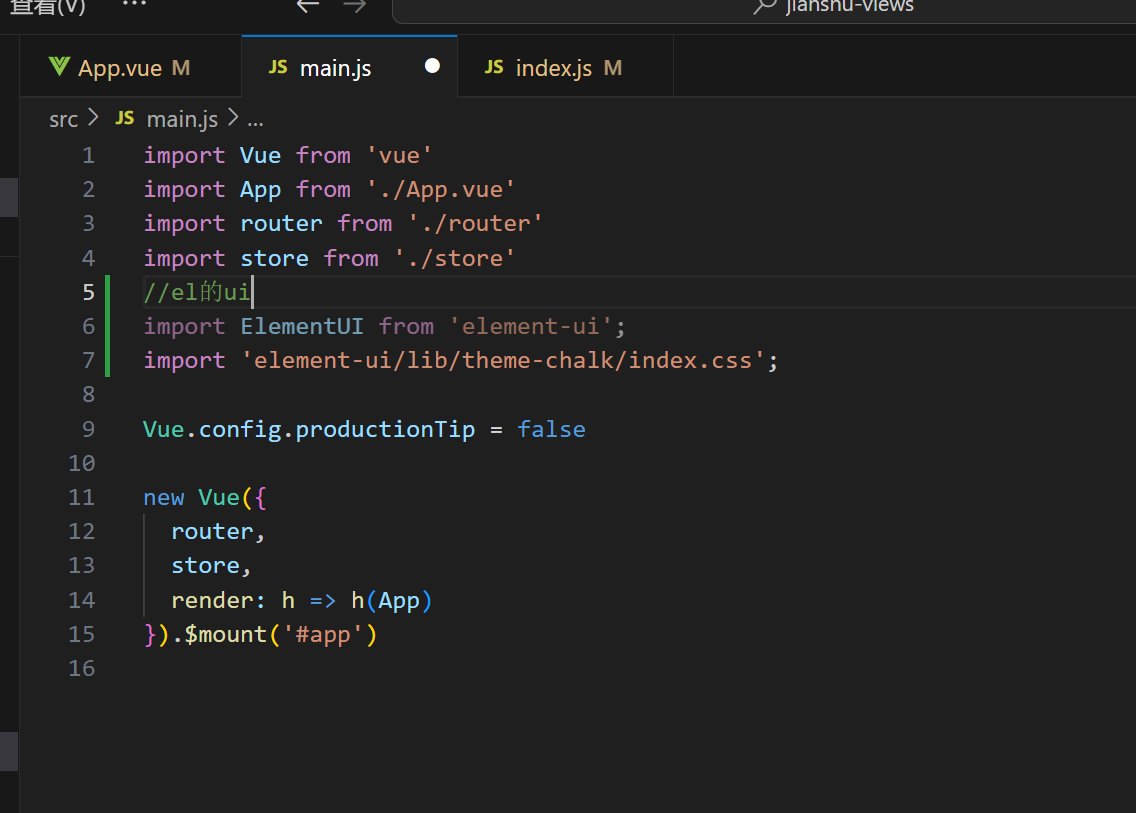 查看(V) ··· ← → jianshu-views
App.vue M JS main.js ● JS index.js M
src > JS main.js > ...
1 import Vue from 'vue'
2 import App from './App.vue'
3 import router from './router'
4 import store from './store'
5 //el的ui
6 import ElementUI from 'element-ui';
7 import 'element-ui/lib/theme-chalk/index.css';
8
9 Vue.config.productionTip = false
10
11 new Vue({
12 router,
13 store,
14 render: h => h(App)
15 }).$mount('#app')
16